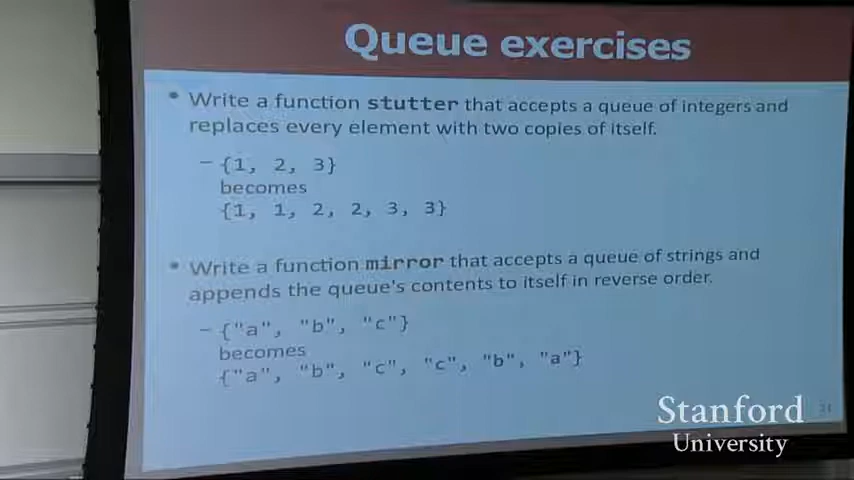 Queue exercises
• Write a function stutter that accepts a queue of integers and
replaces every element with two copies of itself.
– {1, 2, 3}
becomes
{1, 1, 2, 2, 3, 3}
• Write a function mirror that accepts a queue of strings and
appends the queue's contents to itself in reverse order.
– {"a", "b", "c"}
becomes
{"a", "b", "c", "c", "b", "a"}
Stanford
University